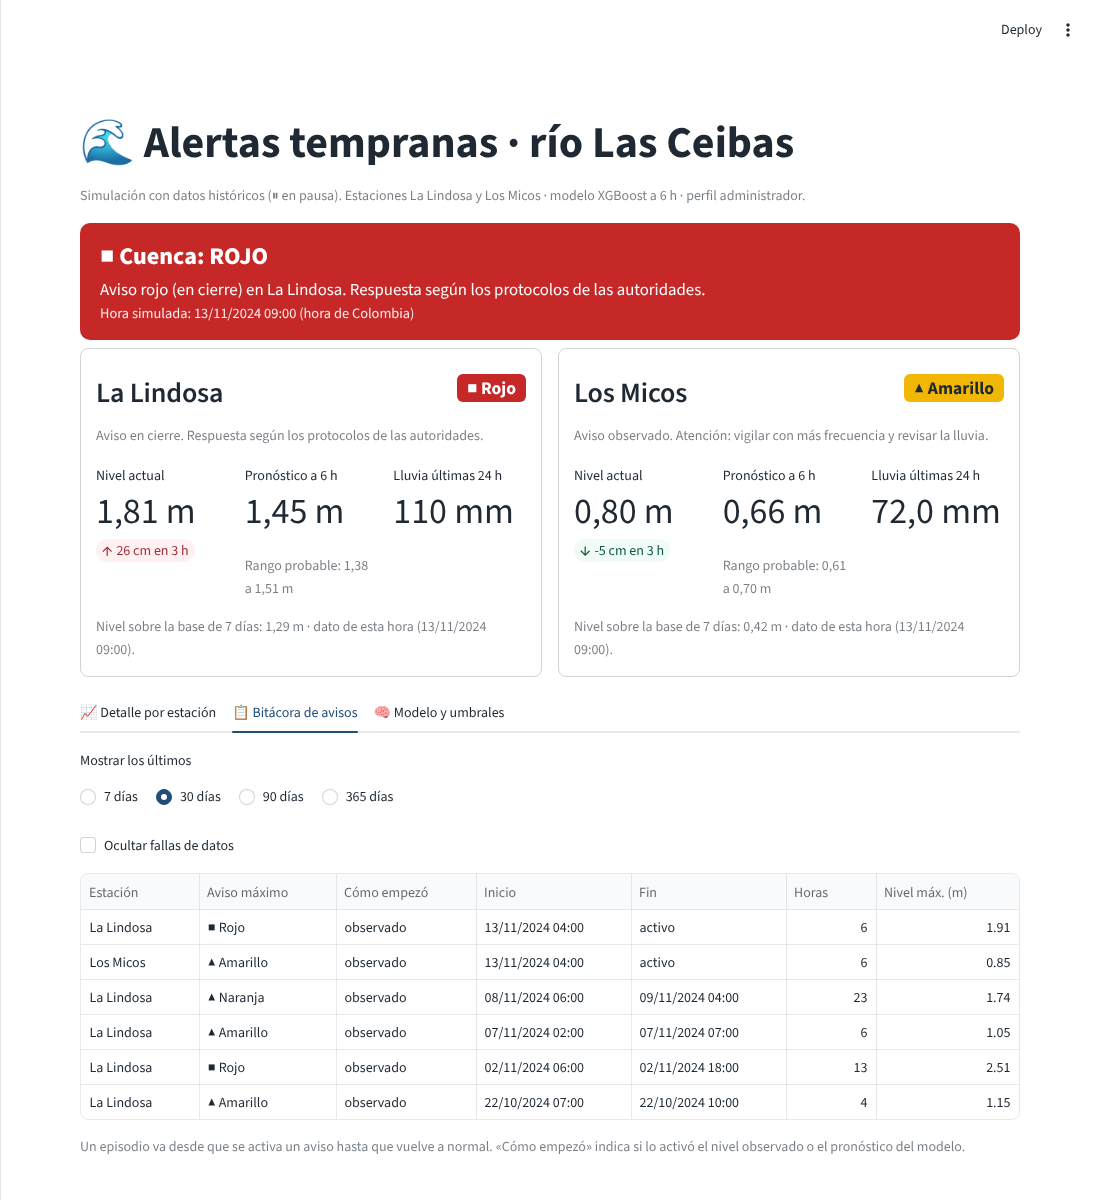 Deploy
🌊 Alertas tempranas · río Las Ceibas
Simulación con datos históricos (⏸ en pausa). Estaciones La Lindosa y Los Micos · modelo XGBoost a 6 h · perfil administrador.
■ Cuenca: ROJO
Aviso rojo (en cierre) en La Lindosa. Respuesta según los protocolos de las autoridades.
Hora simulada: 13/11/2024 09:00 (hora de Colombia)
La Lindosa
■ Rojo
Aviso en cierre. Respuesta según los protocolos de las autoridades.
Nivel actual
Pronóstico a 6 h
Lluvia últimas 24 h
1,81 m
1,45 m
110 mm
↑ 26 cm en 3 h
Rango probable: 1,38
a 1,51 m
Nivel sobre la base de 7 días: 1,29 m · dato de esta hora (13/11/2024
09:00).
Los Micos
▲ Amarillo
Aviso observado. Atención: vigilar con más frecuencia y revisar la lluvia.
Nivel actual
Pronóstico a 6 h
Lluvia últimas 24 h
0,80 m
0,66 m
72,0 mm
↓ -5 cm en 3 h
Rango probable: 0,61
a 0,70 m
Nivel sobre la base de 7 días: 0,42 m · dato de esta hora (13/11/2024
09:00).
📈 Detalle por estación 📋 Bitácora de avisos 🧠 Modelo y umbrales
Mostrar los últimos
7 días 30 días 90 días 365 días
Ocultar fallas de datos
Estación Aviso máximo Cómo empezó Inicio Fin Horas Nivel máx. (m)
La Lindosa ■ Rojo observado 13/11/2024 04:00 activo 6 1.91
Los Micos ▲ Amarillo observado 13/11/2024 04:00 activo 6 0.85
La Lindosa ▲ Naranja observado 08/11/2024 06:00 09/11/2024 04:00 23 1.74
La Lindosa ▲ Amarillo observado 07/11/2024 02:00 07/11/2024 07:00 6 1.05
La Lindosa ■ Rojo observado 02/11/2024 06:00 02/11/2024 18:00 13 2.51
La Lindosa ▲ Amarillo observado 22/10/2024 07:00 22/10/2024 10:00 4 1.15
Un episodio va desde que se activa un aviso hasta que vuelve a normal. «Cómo empezó» indica si lo activó el nivel observado o el pronóstico del modelo.